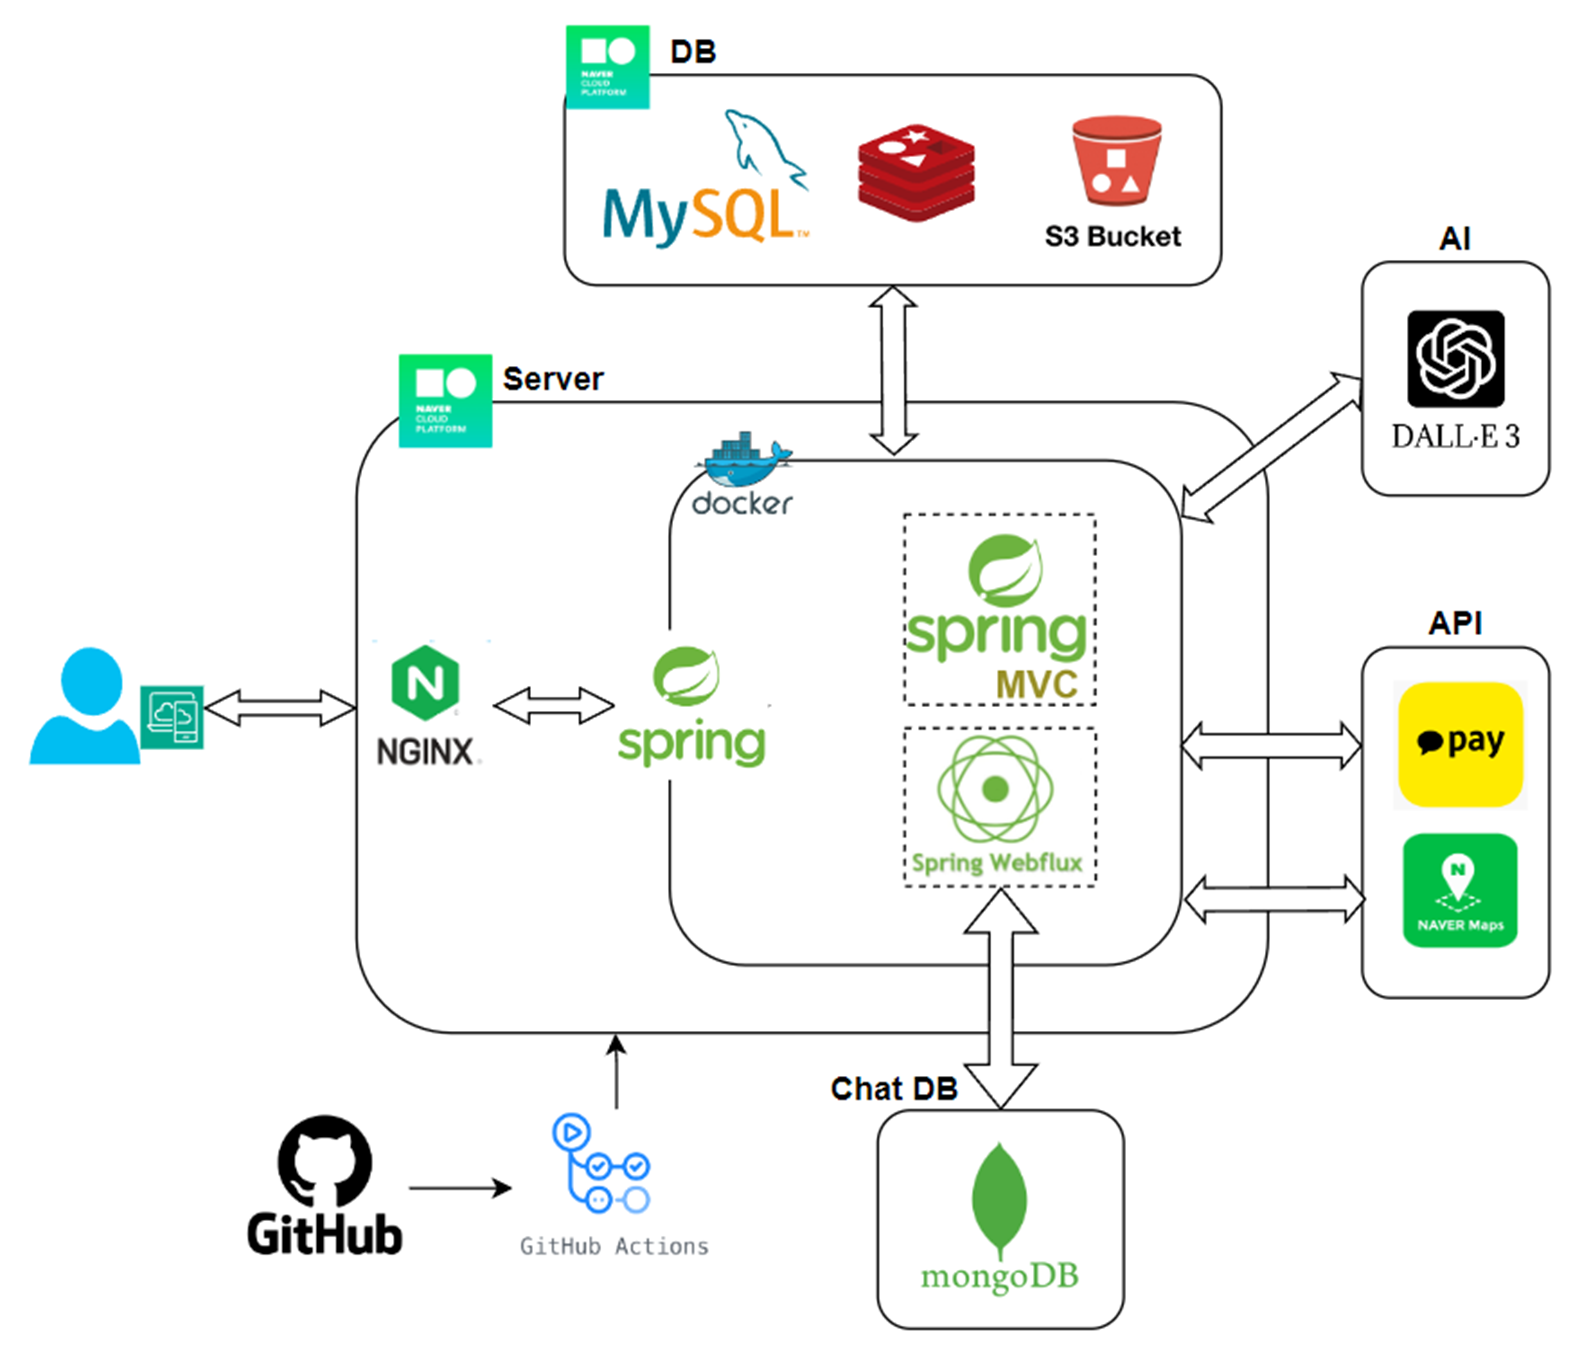 DB
NAVER
CLOUD
PLATFORM
MySQL™
S3 Bucket
AI
DALL·E 3
Server
NAVER
CLOUD
PLATFORM
docker
spring
MVC
Spring Webflux
NGINX
spring
API
pay
N
NAVER Maps
Chat DB
mongoDB
GitHub
GitHub Actions